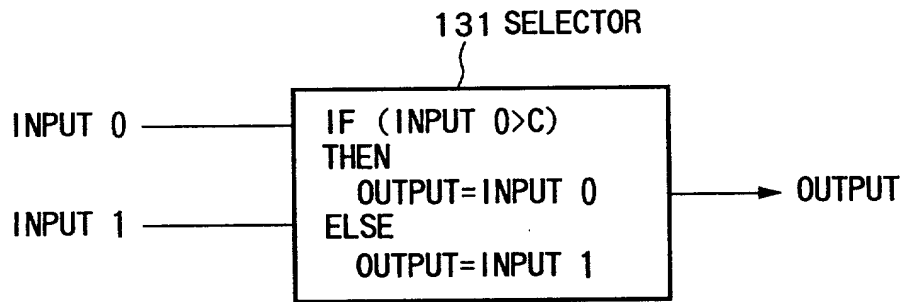 131 SELECTOR
INPUT 0
IF (INPUT 0>C)
THEN
OUTPUT=INPUT 0
OUTPUT
INPUT 1
ELSE
OUTPUT=INPUT 1